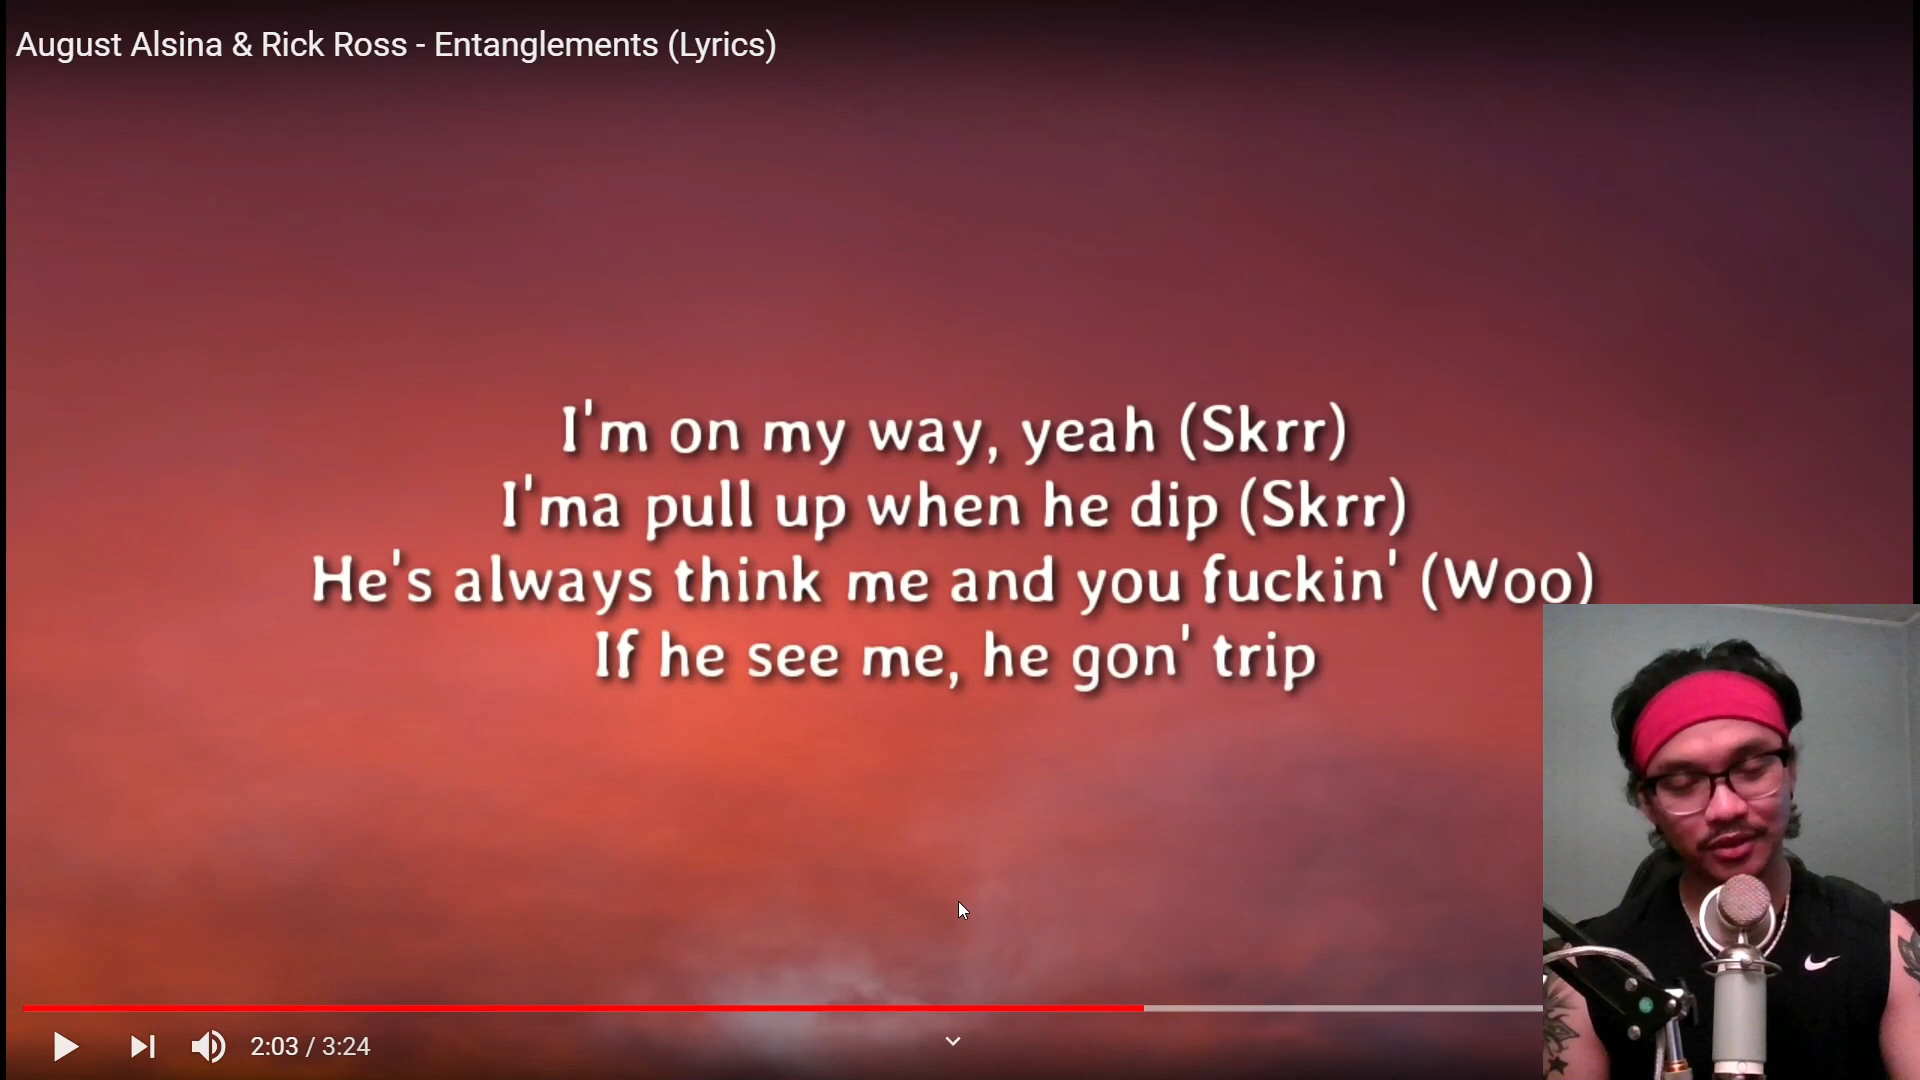 August Alsina & Rick Ross - Entanglements (Lyrics)
I'm on my way, yeah (Skrr)
I'ma pull up when he dip (Skrr)
He's always think me and you fuckin' (Woo)
If he see me, he gon' trip
2:03 / 3:24